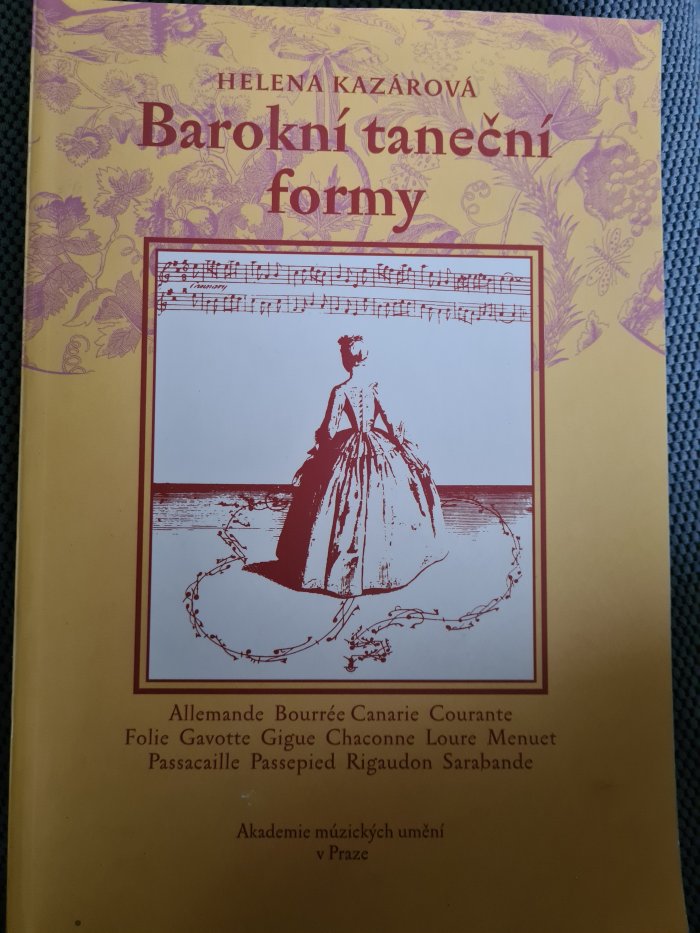 HELENA KAZÁROVÁ
Barokní taneční
formy
Canary
Allemande Bourrée Canarie Courante
Folie Gavotte Gigue Chaconne Loure Menuet
Passacaille Passepied Rigaudon Sarabande
Akademie múzických umění
v Praze